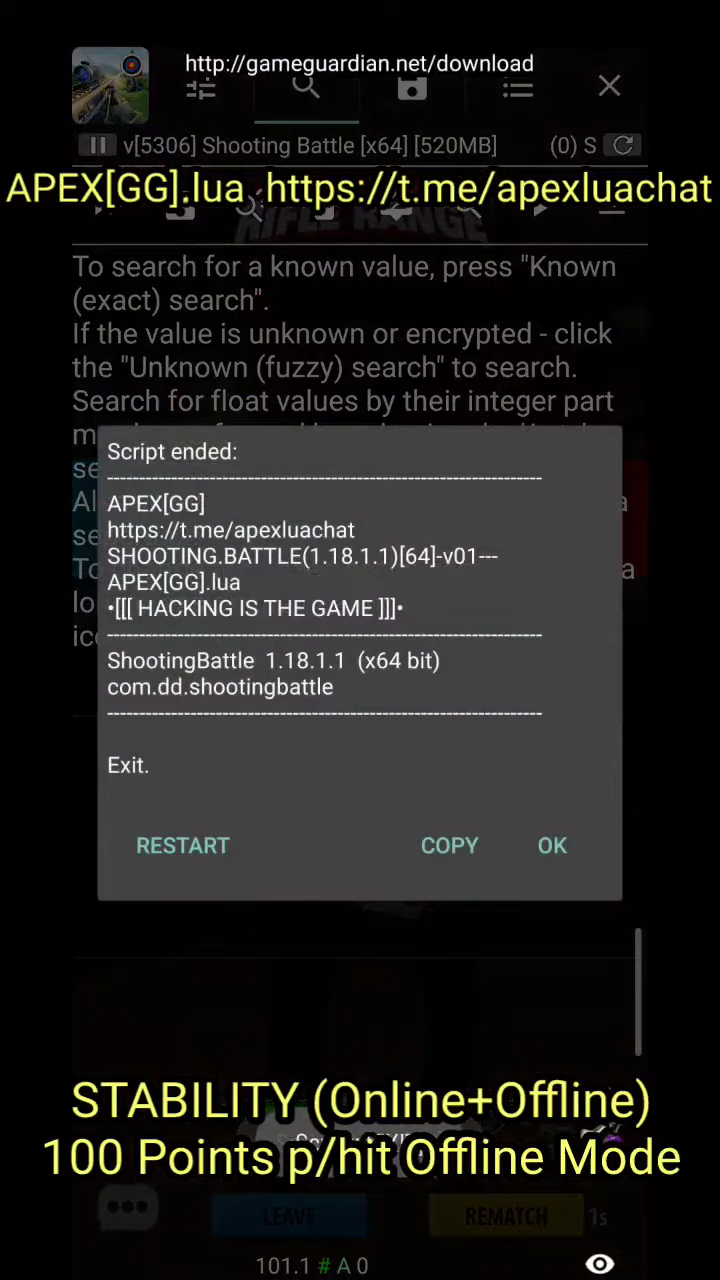 http://gameguardian.net/download
v[5306] Shooting Battle [x64] [520MB] (0) S
APEX[GG].lua https://t.me/apexluachat
RIFLE RANGE
To search for a known value, press "Known
(exact) search".
If the value is unknown or encrypted - click
the "Unknown (fuzzy) search" to search.
Search for float values by their integer part
Script ended:
----------------------------------------------------------------------
APEX[GG]
https://t.me/apexluachat
SHOOTING.BATTLE(1.18.1.1)[64]-v01---
APEX[GG].lua
•[[[ HACKING IS THE GAME ]]]•
----------------------------------------------------------------------
ShootingBattle 1.18.1.1 (x64 bit)
com.dd.shootingbattle
----------------------------------------------------------------------
Exit.
RESTART COPY OK
STABILITY (Online+Offline)
100 Points p/hit Offline Mode
LEAVE REMATCH 1s
101.1 # A 0